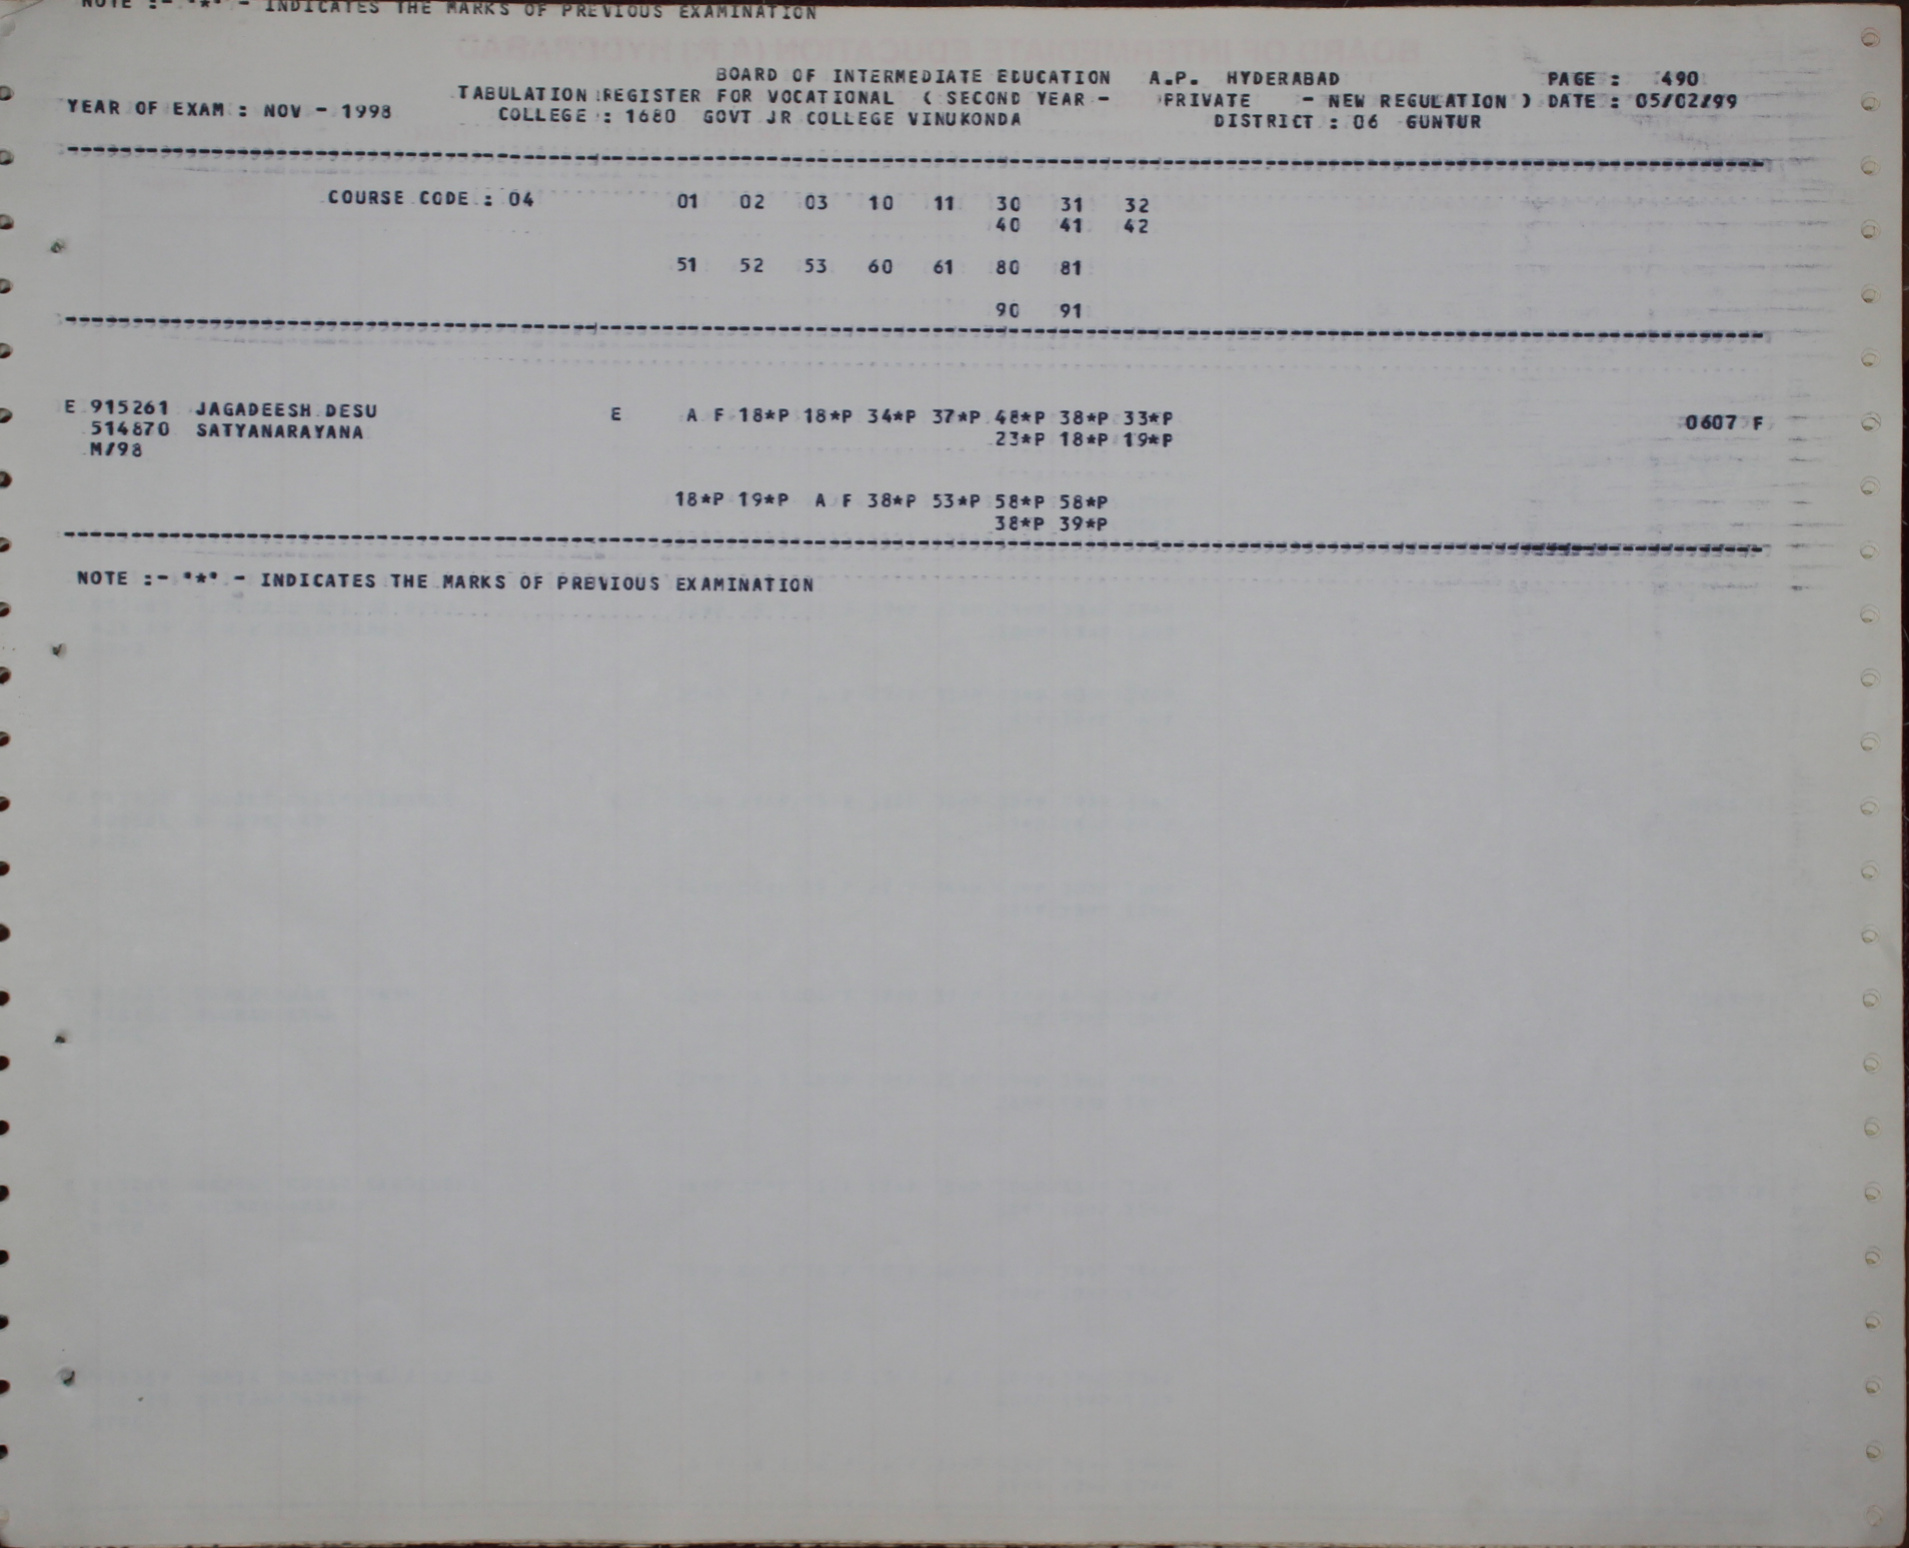 NOTE :- "*" - INDICATES THE MARKS OF PREVIOUS EXAMINATION
BOARD OF INTERMEDIATE EDUCATION A.P. HYDERABAD PAGE : 490
TABULATION REGISTER FOR VOCATIONAL ( SECOND YEAR - PRIVATE - NEW REGULATION ) DATE : 05/02/99
YEAR OF EXAM : NOV - 1998 COLLEGE : 1680 GOVT JR COLLEGE VINUKONDA DISTRICT : 06 GUNTUR
COURSE CODE : 04 01 02 03 10 11 30 31 32
40 41 42
51 52 53 60 61 80 81
90 91
E 915261 JAGADEESH DESU E A F 18*P 18*P 34*P 37*P 48*P 38*P 33*P 0607 F
514870 SATYANARAYANA 23*P 18*P 19*P
M/98
18*P 19*P A F 38*P 53*P 58*P 58*P
38*P 39*P
NOTE :- "*" - INDICATES THE MARKS OF PREVIOUS EXAMINATION